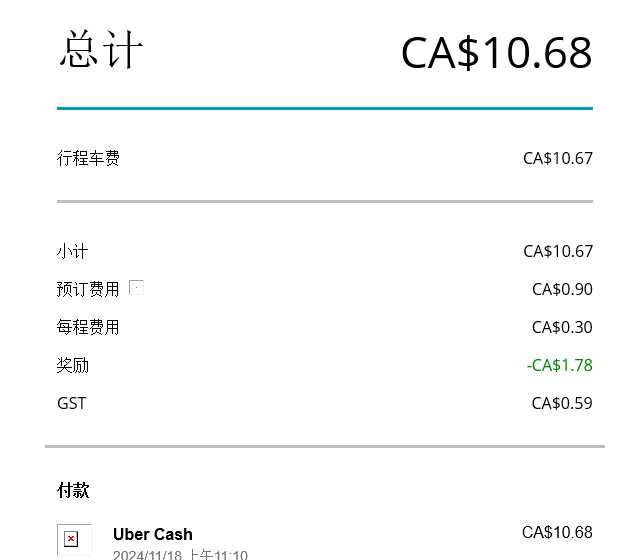 总计 CA$10.68
行程车费 CA$10.67
小计 CA$10.67
预订费用 CA$0.90
每程费用 CA$0.30
奖励 -CA$1.78
GST CA$0.59
付款
Uber Cash CA$10.68
2024/11/18 上午11:10